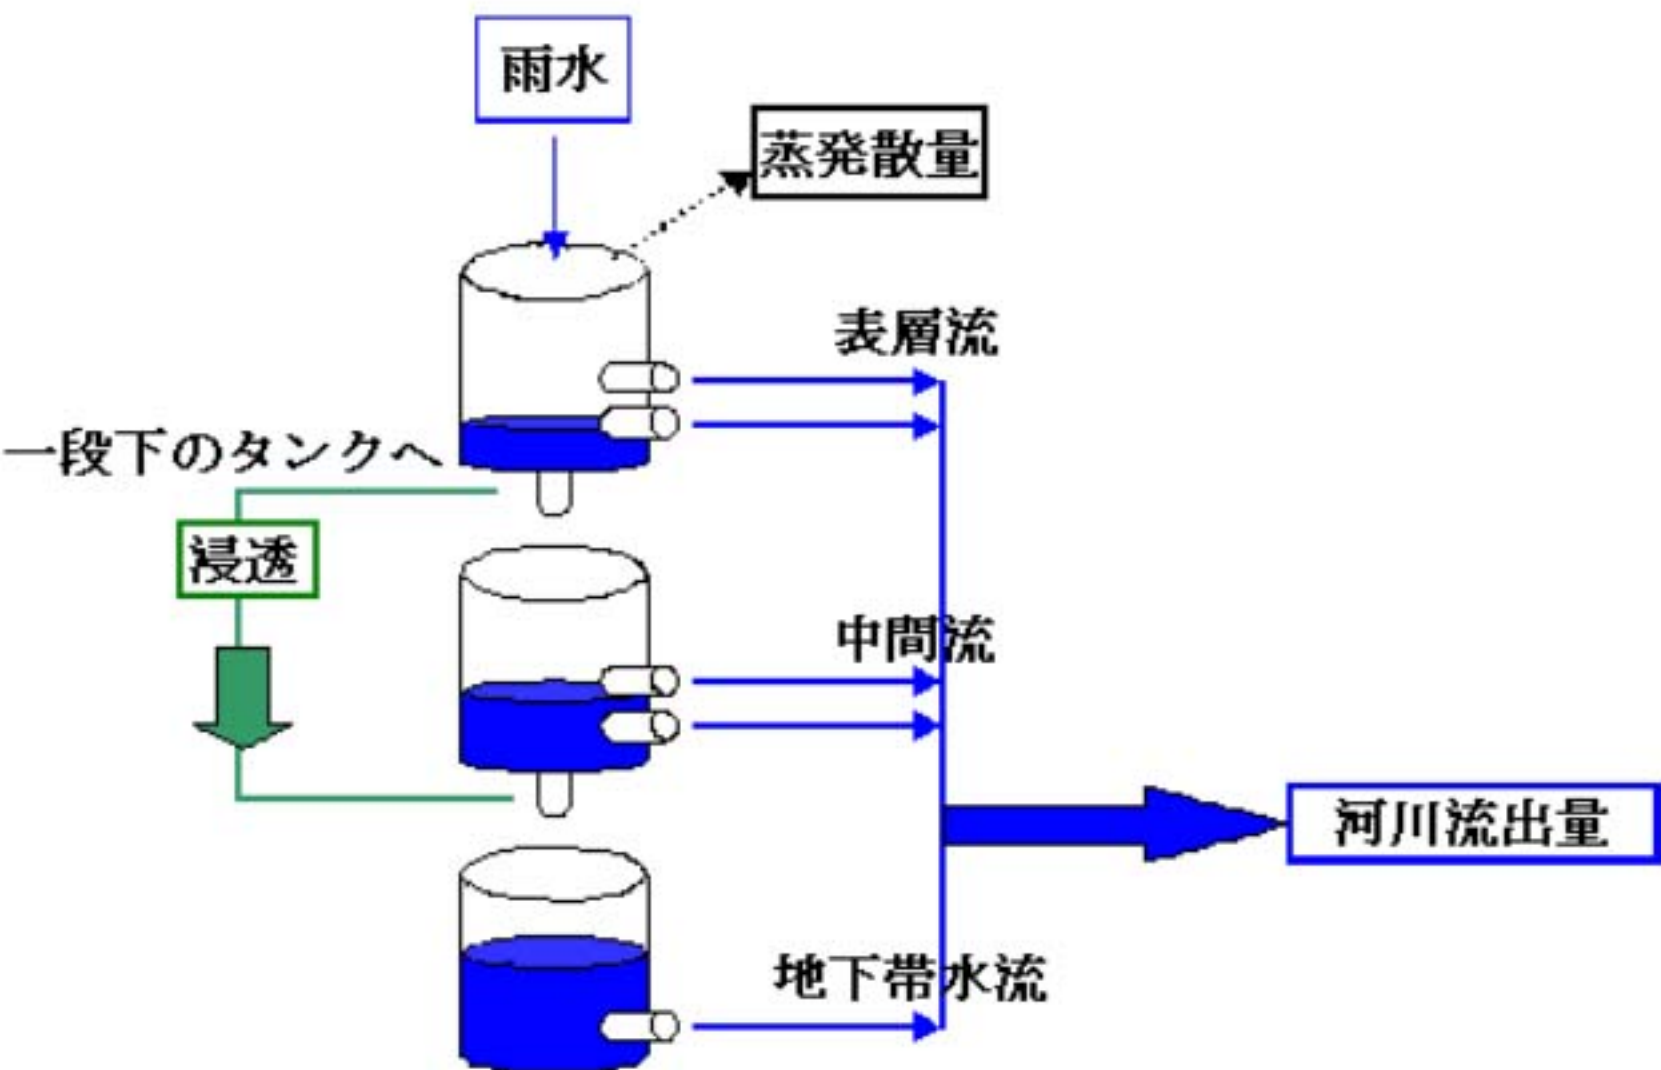 雨水
蒸発散量
表層流
一段下のタンクへ
浸透
中間流
河川流出量
地下帯水流